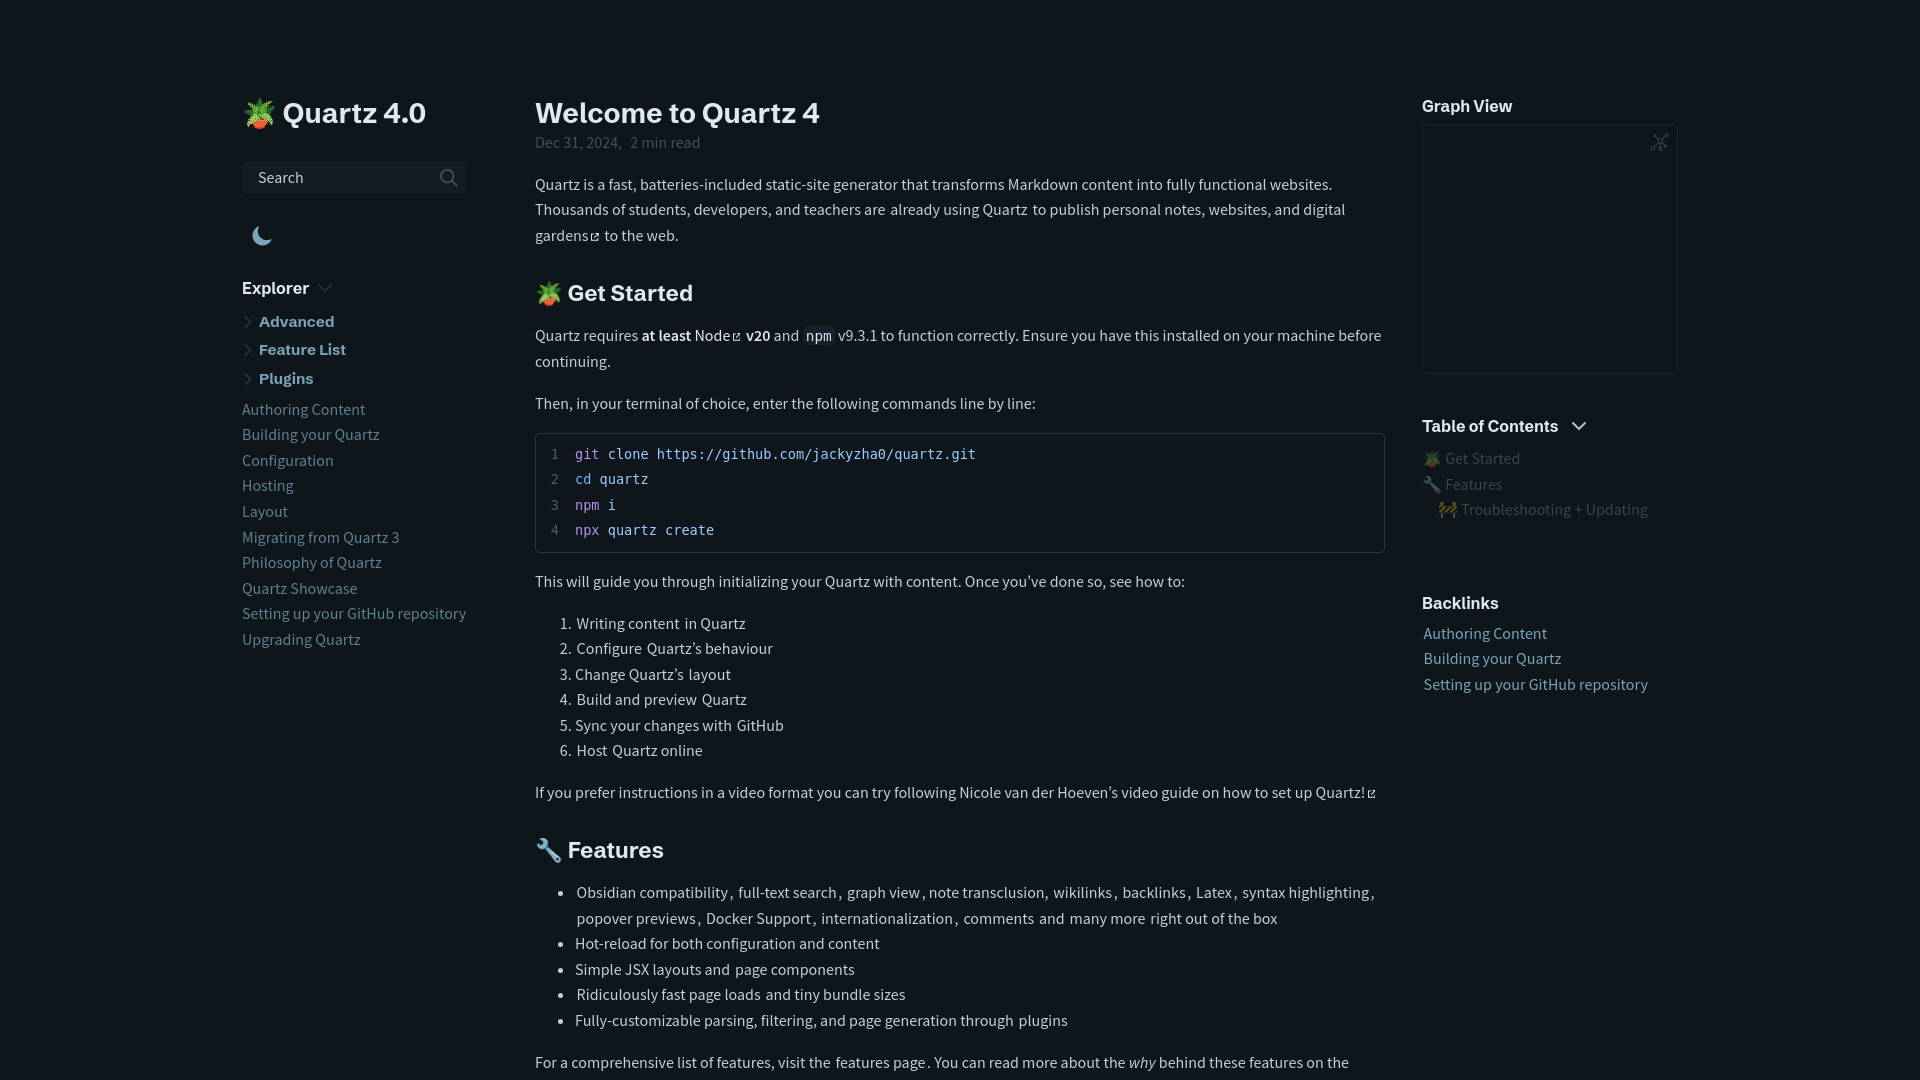 🪴 Quartz 4.0
Search
Explorer
Advanced
Feature List
Plugins
Authoring Content
Building your Quartz
Configuration
Hosting
Layout
Migrating from Quartz 3
Philosophy of Quartz
Quartz Showcase
Setting up your GitHub repository
Upgrading Quartz
Welcome to Quartz 4
Dec 31, 2024, 2 min read
Quartz is a fast, batteries-included static-site generator that transforms Markdown content into fully functional websites.
Thousands of students, developers, and teachers are already using Quartz to publish personal notes, websites, and digital
gardens to the web.
🪴 Get Started
Quartz requires at least Node v20 and npm v9.3.1 to function correctly. Ensure you have this installed on your machine before
continuing.
Then, in your terminal of choice, enter the following commands line by line:
1 git clone https://github.com/jackyzha0/quartz.git
2 cd quartz
3 npm i
4 npx quartz create
This will guide you through initializing your Quartz with content. Once you’ve done so, see how to:
1. Writing content in Quartz
2. Configure Quartz’s behaviour
3. Change Quartz’s layout
4. Build and preview Quartz
5. Sync your changes with GitHub
6. Host Quartz online
If you prefer instructions in a video format you can try following Nicole van der Hoeven’s video guide on how to set up Quartz!
🔧 Features
• Obsidian compatibility, full-text search, graph view, note transclusion, wikilinks, backlinks, Latex, syntax highlighting,
popover previews, Docker Support, internationalization, comments and many more right out of the box
• Hot-reload for both configuration and content
• Simple JSX layouts and page components
• Ridiculously fast page loads and tiny bundle sizes
• Fully-customizable parsing, filtering, and page generation through plugins
For a comprehensive list of features, visit the features page. You can read more about the why behind these features on the
Graph View
Table of Contents
🪴 Get Started
🔧 Features
🚧 Troubleshooting + Updating
Backlinks
Authoring Content
Building your Quartz
Setting up your GitHub repository